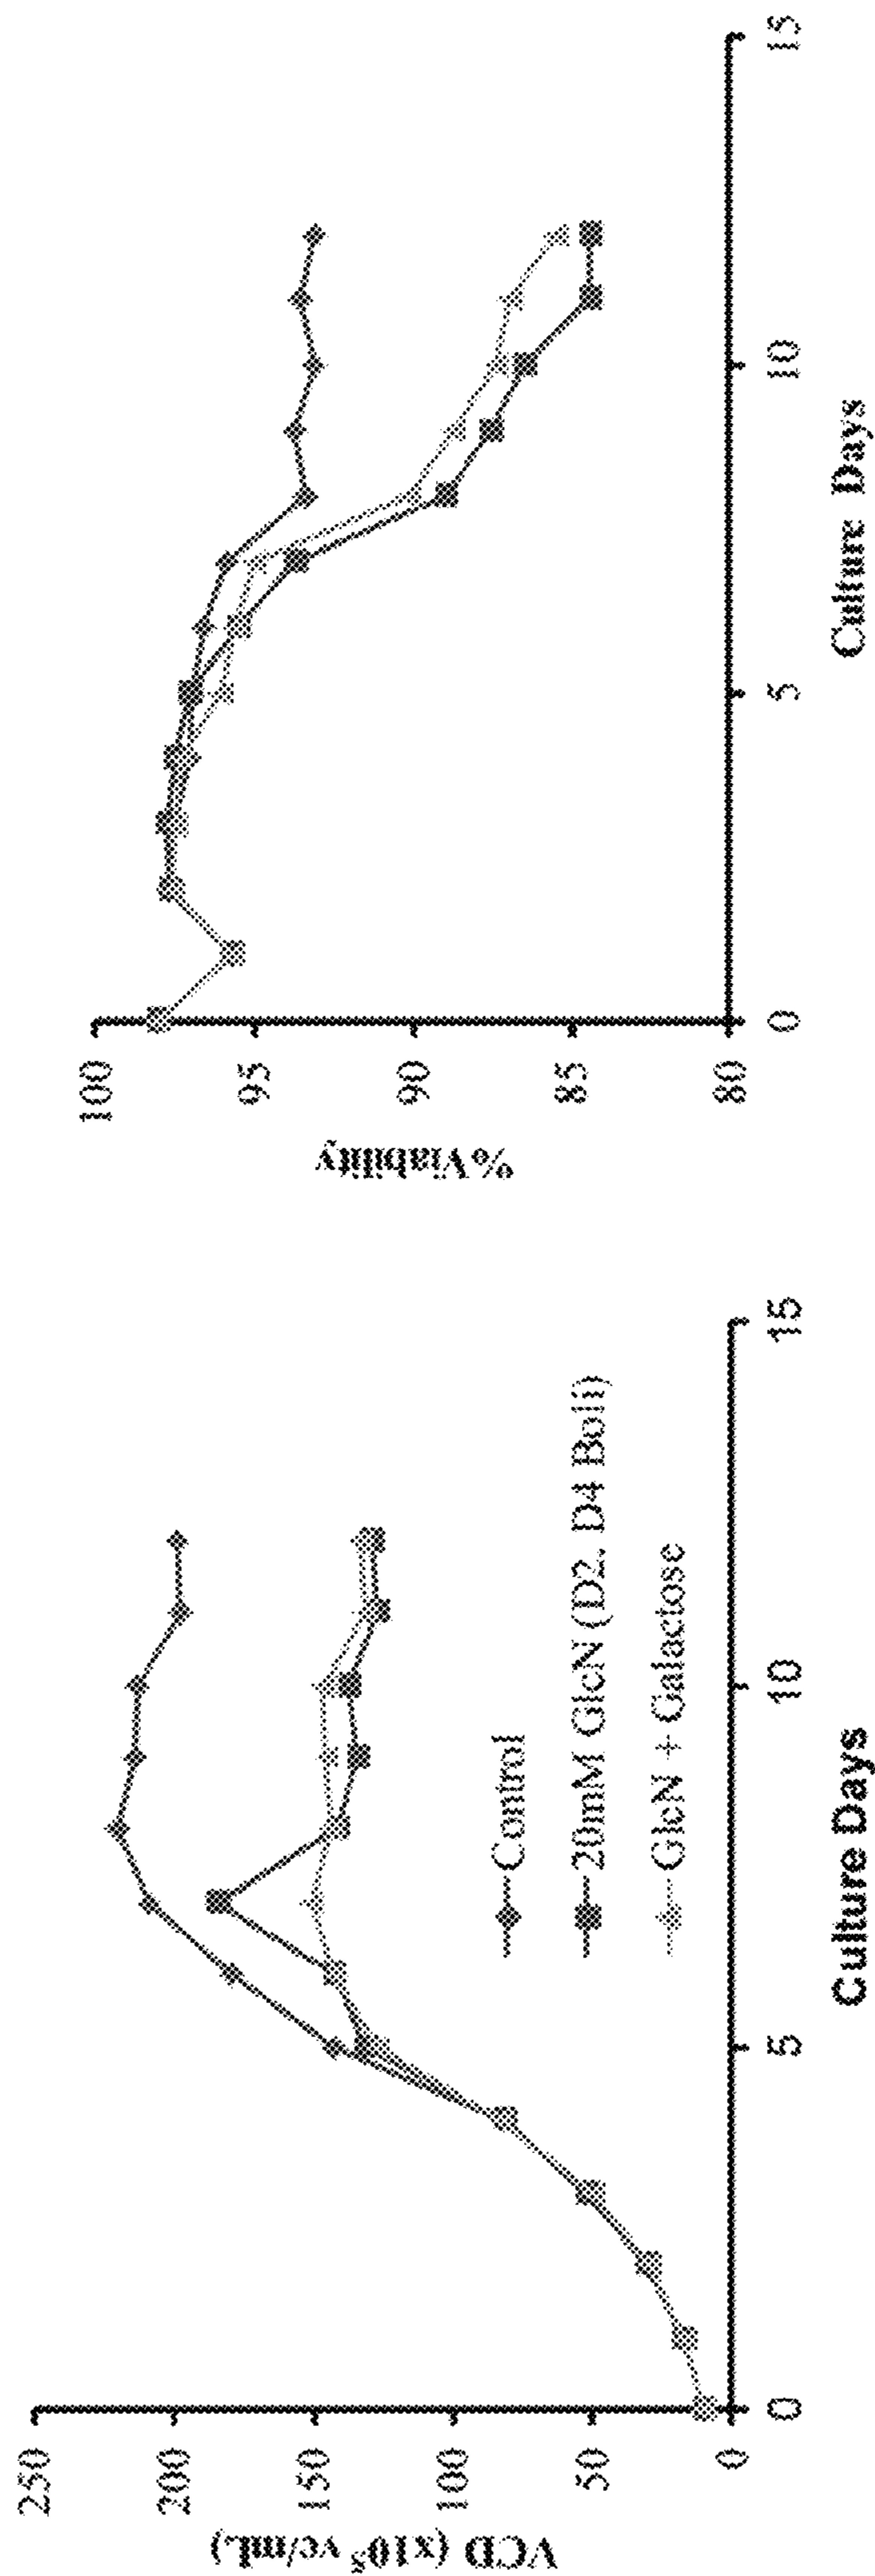 VCD (x10⁵ vc/mL)
250
200
150
100
50
0
0
5
10
15
Culture Days
Control
20mM GlcN (D2, D4 Boli)
GlcN + Galactose
%Viability
100
95
90
85
80
0
5
10
15
Culture Days